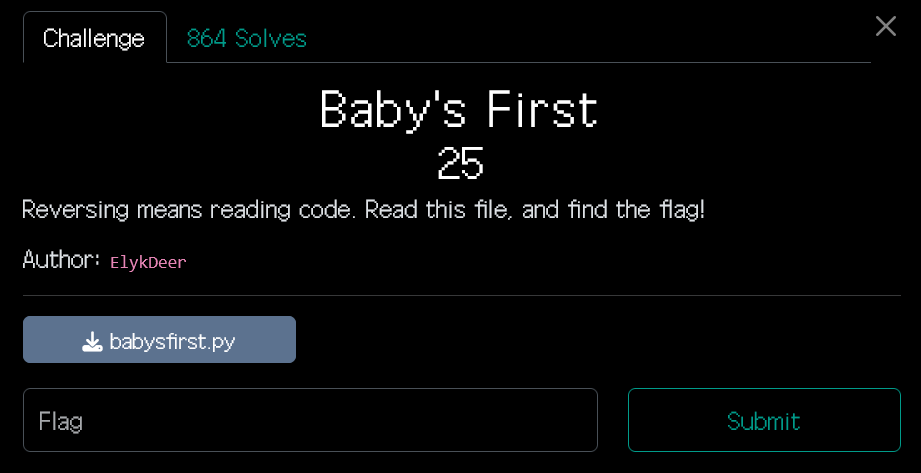 Challenge
864 Solves
Baby's First
25
Reversing means reading code. Read this file, and find the flag!
Author: ElykDeer
babysfirst.py
Flag
Submit